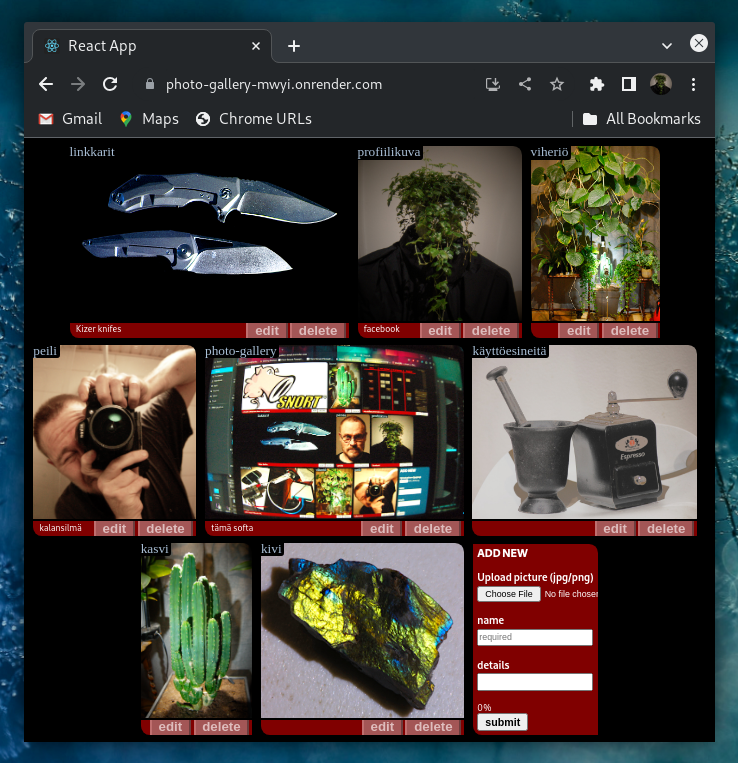 React App
photo-gallery-mwyi.onrender.com
Gmail Maps Chrome URLs All Bookmarks
linkkarit profiilikuva viheriö
Kizer knifes edit delete facebook edit delete edit delete
peili photo-gallery käyttöesineitä
SNORT
Espresso
kalansilmä edit delete tämä softa edit delete edit delete
kasvi kivi ADD NEW
Upload picture (jpg/png)
Choose File No file chosen
name
required
details
0%
submit
edit delete edit delete